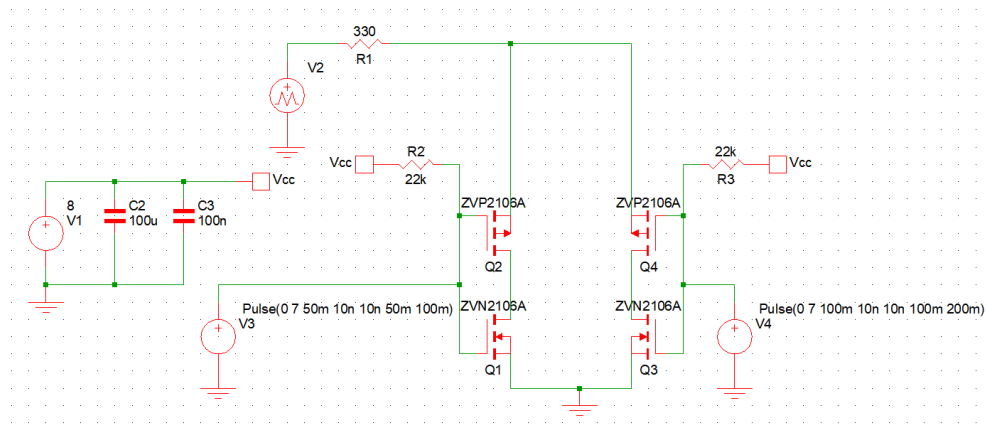 330
R1
V2
Vcc
R2
22k
22k
R3
Vcc
Vcc
8
V1
C2
100u
C3
100n
ZVP2106A
Q2
ZVP2106A
Q4
Pulse(0 7 50m 10n 10n 50m 100m)
V3
ZVN2106A
Q1
ZVN2106A
Q3
Pulse(0 7 100m 10n 10n 100m 200m)
V4